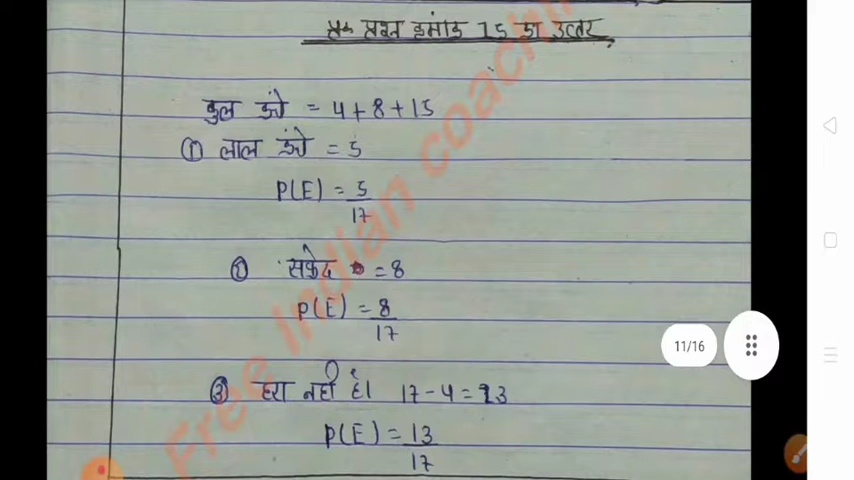 प्रश्न क्रमांक 15 का उत्तर
कुल कंचे = 4+8+15
① लाल कंचे = 5
P(E) = 5/17
② सफेद = 8
P(E) = 8/17
③ हरा नहीं है। 17-4=13
P(E) = 13/17
Free Indian coachin
11/16